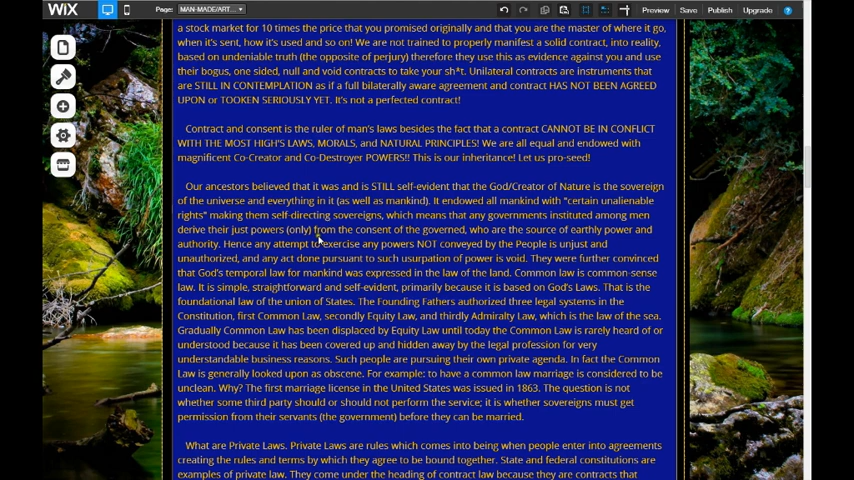 WIX
Page: MAN-MADE/ART...
Preview
Save
Publish
Upgrade
a stock market for 10 times the price that you promised originally and that you are the master of where it go,
when it's sent, how it's used and so on! We are not trained to properly manifest a solid contract, into reality,
based on undeniable truth (the opposite of perjury) therefore they use this as evidence against you and use
their bogus, one sided, null and void contracts to take your sh*t. Unilateral contracts are instruments that
are STILL IN CONTEMPLATION as if a full bilaterally aware agreement and contract HAS NOT BEEN AGREED
UPON or TOOKEN SERIOUSLY YET. It's not a perfected contract!
Contract and consent is the ruler of man's laws besides the fact that a contract CANNOT BE IN CONFLICT
WITH THE MOST HIGH'S LAWS, MORALS, and NATURAL PRINCIPLES! We are all equal and endowed with
magnificent Co-Creator and Co-Destroyer POWERS!! This is our inheritance! Let us pro-seed!
Our ancestors believed that it was and is STILL self-evident that the God/Creator of Nature is the sovereign
of the universe and everything in it (as well as mankind). It endowed all mankind with "certain unalienable
rights" making them self-directing sovereigns, which means that any governments instituted among men
derive their just powers (only) from the consent of the governed, who are the source of earthly power and
authority. Hence any attempt to exercise any powers NOT conveyed by the People is unjust and
unauthorized, and any act done pursuant to such usurpation of power is void. They were further convinced
that God's temporal law for mankind was expressed in the law of the land. Common law is common-sense
law. It is simple, straightforward and self-evident, primarily because it is based on God's Laws. That is the
foundational law of the union of States. The Founding Fathers authorized three legal systems in the
Constitution, first Common Law, secondly Equity Law, and thirdly Admiralty Law, which is the law of the sea.
Gradually Common Law has been displaced by Equity Law until today the Common Law is rarely heard of or
understood because it has been covered up and hidden away by the legal profession for very
understandable business reasons. Such people are pursuing their own private agenda. In fact the Common
Law is generally looked upon as obscene. For example: to have a common law marriage is considered to be
unclean. Why? The first marriage license in the United States was issued in 1863. The question is not
whether some third party should or should not perform the service; it is whether sovereigns must get
permission from their servants (the government) before they can be married.
What are Private Laws. Private Laws are rules which comes into being when people enter into agreements
creating the rules and terms by which they agree to be bound together. State and federal constitutions are
examples of private law. They come under the heading of contract law because they are contracts that